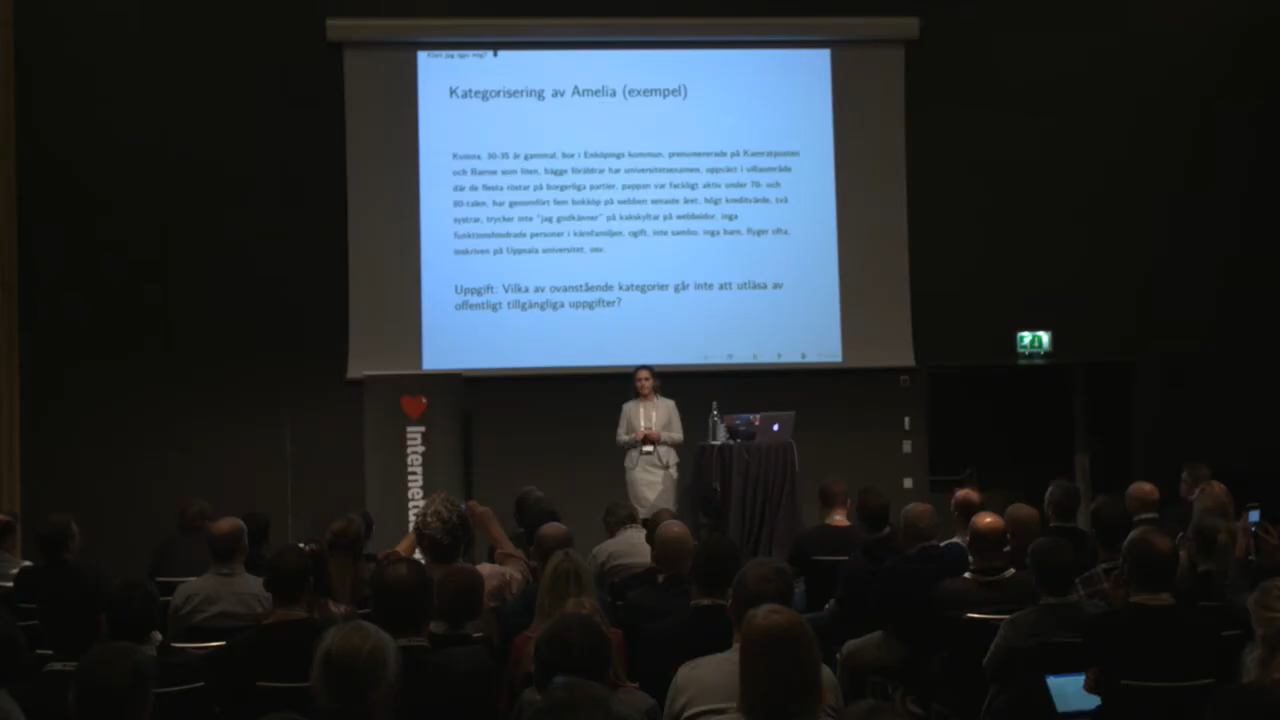 Kategorisering av Amelia (exempel)
Kvinna, 30-35 år gammal, bor i Enköpings kommun, prenumererade på Kamratposten
och Bamse som liten, bägge föräldrar har universitetsexamen, uppväxt i villaområde
där de flesta röstar på borgerliga partier, pappan var fackligt aktiv under 70- och
80-talen, har genomfört fem bokköp på webben senaste året, högt kreditvärde, två
systrar, trycker inte "jag godkänner" på kakskyltar på webbsidor, inga
funktionshindrade personer i kärnfamiljen, ogift, inte sambo, inga barn, flyger ofta,
inskriven på Uppsala universitet, osv.
Uppgift: Vilka av ovanstående kategorier går inte att utläsa av
offentligt tillgängliga uppgifter?